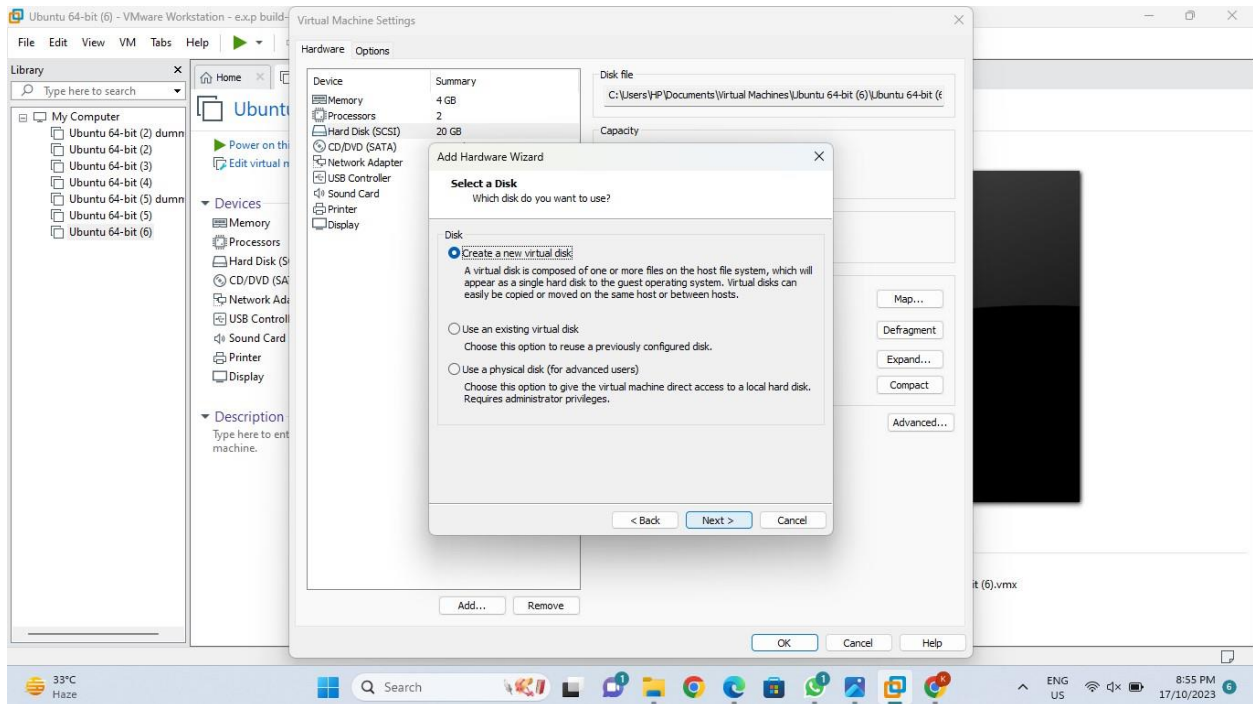 Ubuntu 64-bit (6) - VMware Workstation - e.x.p build-
File Edit View VM Tabs Help
Library
Type here to search
My Computer
Ubuntu 64-bit (2) dumm
Ubuntu 64-bit (2)
Ubuntu 64-bit (3)
Ubuntu 64-bit (4)
Ubuntu 64-bit (5) dumm
Ubuntu 64-bit (5)
Ubuntu 64-bit (6)
Home
Ubuntu
Power on th
Edit virtual m
Devices
Memory
Processors
Hard Disk (S
CD/DVD (SA
Network Ada
USB Controll
Sound Card
Printer
Display
Description
Type here to ent
machine.
Virtual Machine Settings
Hardware Options
Device Summary
Memory 4 GB
Processors 2
Hard Disk (SCSI) 20 GB
CD/DVD (SATA)
Network Adapter
USB Controller
Sound Card
Printer
Display
Add... Remove
Disk file
C:\Users\HP\Documents\Virtual Machines\Ubuntu 64-bit (6)\Ubuntu 64-bit (6
Capacity
Map...
Defragment
Expand...
Compact
Advanced...
OK Cancel Help
Add Hardware Wizard
Select a Disk
Which disk do you want to use?
Disk
Create a new virtual disk
A virtual disk is composed of one or more files on the host file system, which will
appear as a single hard disk to the guest operating system. Virtual disks can
easily be copied or moved on the same host or between hosts.
Use an existing virtual disk
Choose this option to reuse a previously configured disk.
Use a physical disk (for advanced users)
Choose this option to give the virtual machine direct access to a local hard disk.
Requires administrator privileges.
< Back Next > Cancel
it (6).vmx
33°C
Haze
Search
1
1
K
ENG
US
8:55 PM
17/10/2023
6